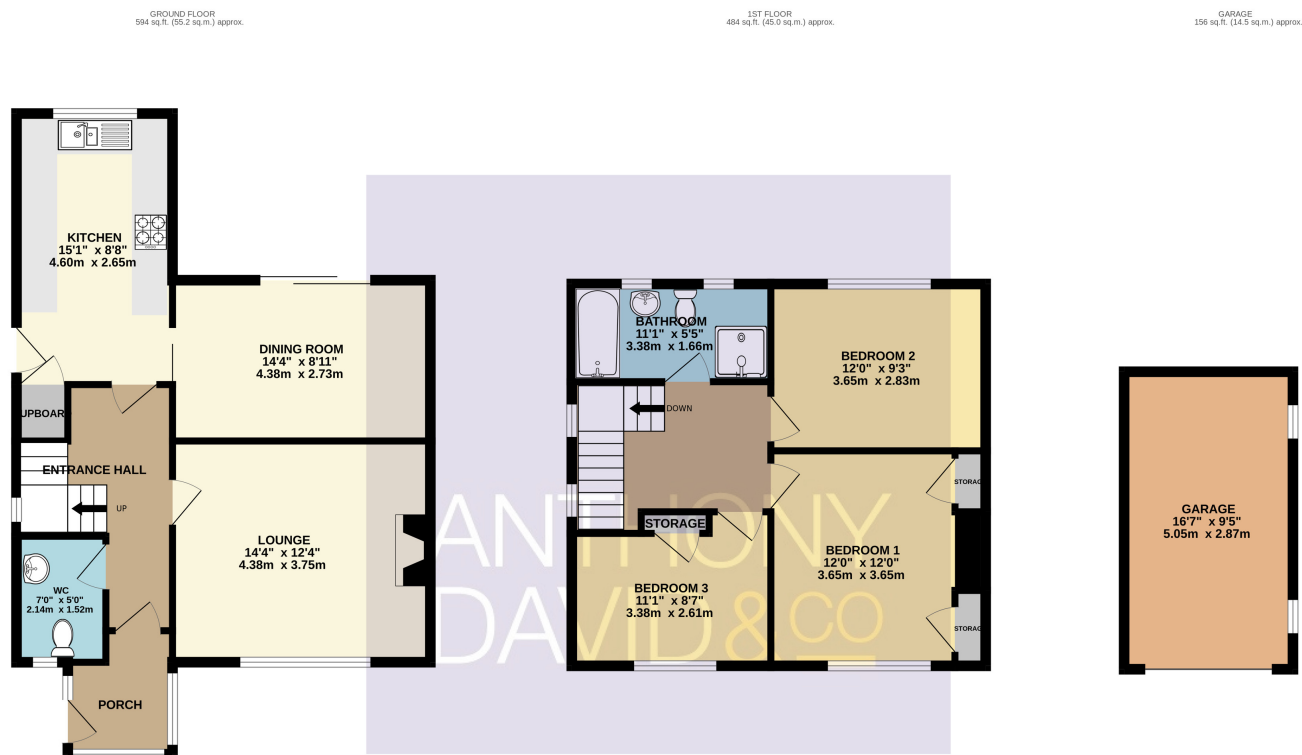 GROUND FLOOR
594 sq.ft. (55.2 sq.m.) approx.
1ST FLOOR
484 sq.ft. (45.0 sq.m.) approx.
GARAGE
156 sq.ft. (14.5 sq.m.) approx.
KITCHEN
15'1" x 8'8"
4.60m x 2.65m
DINING ROOM
14'4" x 8'11"
4.38m x 2.73m
UPBOAR
ENTRANCE HALL
UP
LOUNGE
14'4" x 12'4"
4.38m x 3.75m
WC
7'0" x 5'0"
2.14m x 1.52m
PORCH
BATHROOM
11'1" x 5'5"
3.38m x 1.66m
BEDROOM 2
12'0" x 9'3"
3.65m x 2.83m
DOWN
STORAG
STORAGE
BEDROOM 1
12'0" x 12'0"
3.65m x 3.65m
BEDROOM 3
11'1" x 8'7"
3.38m x 2.61m
STORAG
GARAGE
16'7" x 9'5"
5.05m x 2.87m
ANTHONY
DAVID & CO